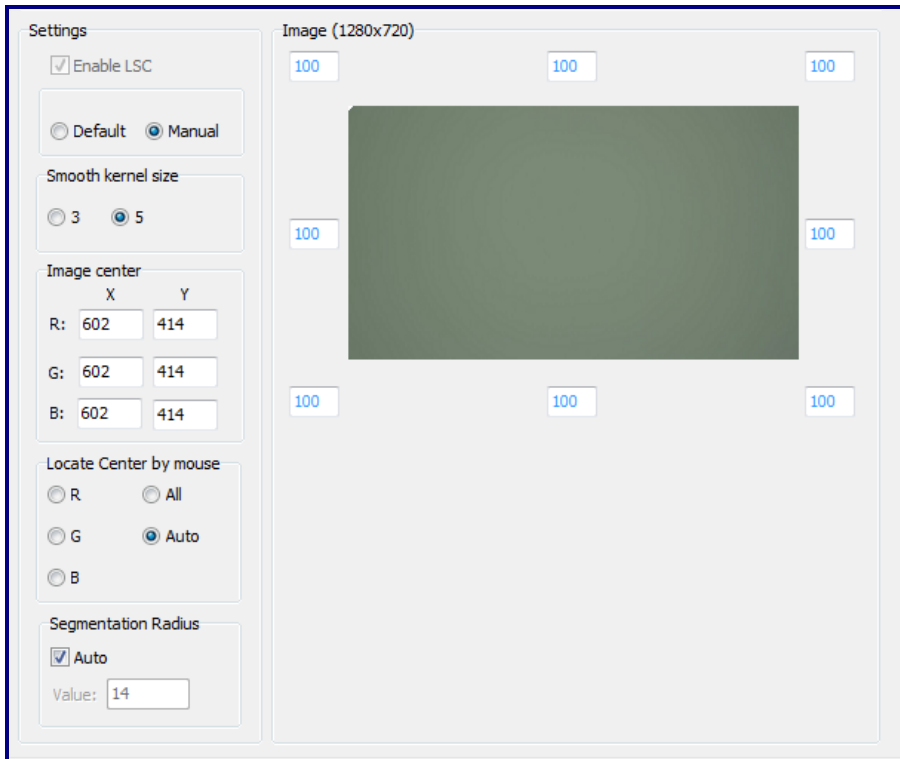 Settings
Enable LSC
Default Manual
Smooth kernel size
3 5
Image center
X Y
R: 602 414
G: 602 414
B: 602 414
Locate Center by mouse
R All
G Auto
B
Segmentation Radius
Auto
Value: 14
Image (1280x720)
100 100 100
100 100
100 100 100